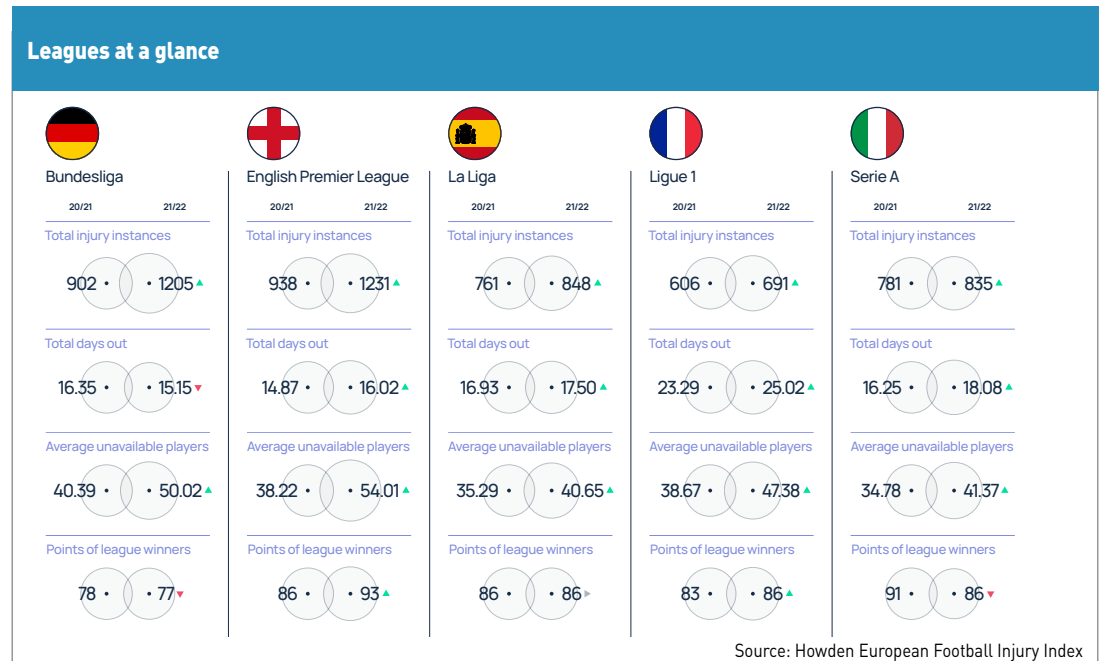 Leagues at a glance
Bundesliga
20/21 21/22
Total injury instances
902 1205
Total days out
16.35 15.15
Average unavailable players
40.39 50.02
Points of league winners
78 77
English Premier League
20/21 21/22
Total injury instances
938 1231
Total days out
14.87 16.02
Average unavailable players
38.22 54.01
Points of league winners
86 93
La Liga
20/21 21/22
Total injury instances
761 848
Total days out
16.93 17.50
Average unavailable players
35.29 40.65
Points of league winners
86 86
Ligue 1
20/21 21/22
Total injury instances
606 691
Total days out
23.29 25.02
Average unavailable players
38.67 47.38
Points of league winners
83 86
Serie A
20/21 21/22
Total injury instances
781 835
Total days out
16.25 18.08
Average unavailable players
34.78 41.37
Points of league winners
91 86
Source: Howden European Football Injury Index